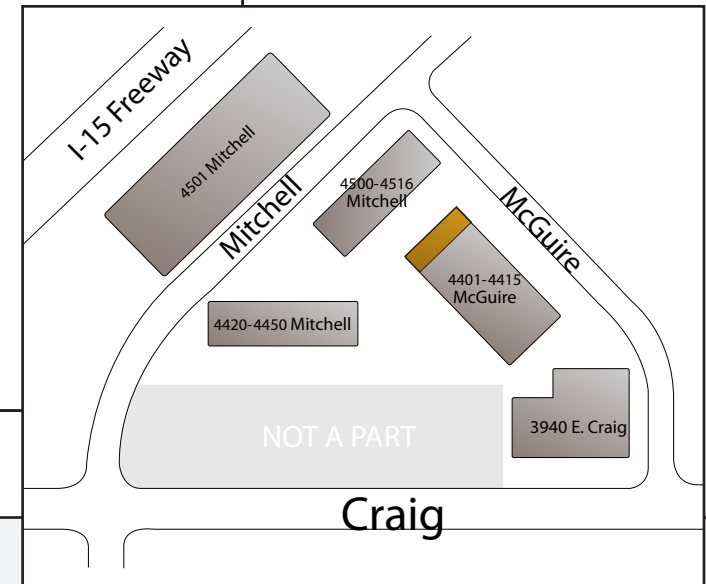 I-15 Freeway
4501 Mitchell
Mitchell
4500-4516
Mitchell
McGuire
4401-4415
McGuire
4420-4450 Mitchell
NOT A PART
3940 E. Craig
Craig